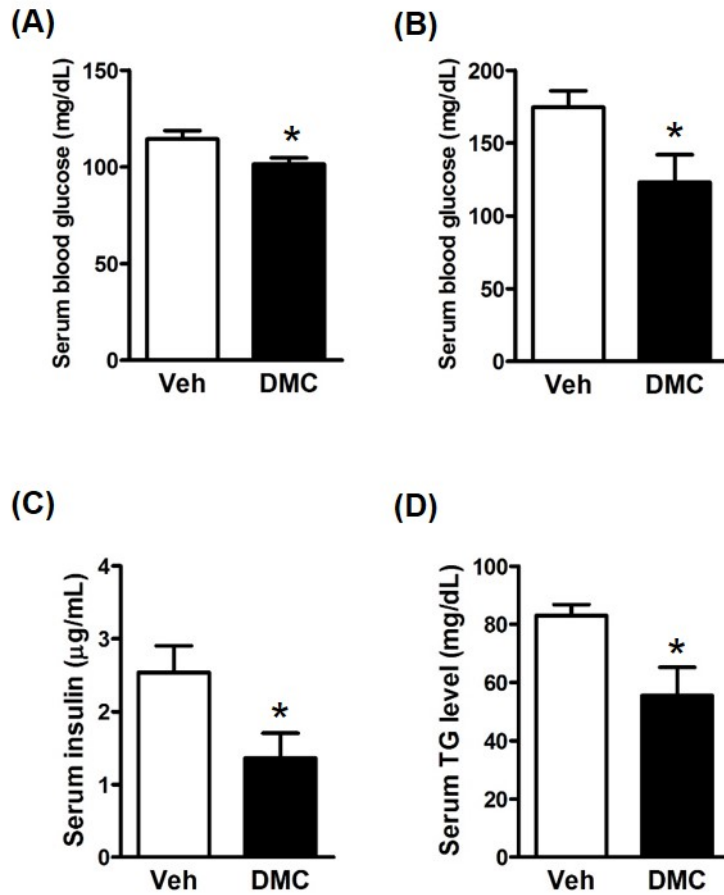 (A)
Serum blood glucose (mg/dL)
150
100
50
0
*
Veh DMC
(B)
Serum blood glucose (mg/dL)
200
150
100
50
0
*
Veh DMC
(C)
Serum insulin (μg/mL)
4
3
2
1
0
*
Veh DMC
(D)
Serum TG level (mg/dL)
100
80
60
40
20
0
*
Veh DMC